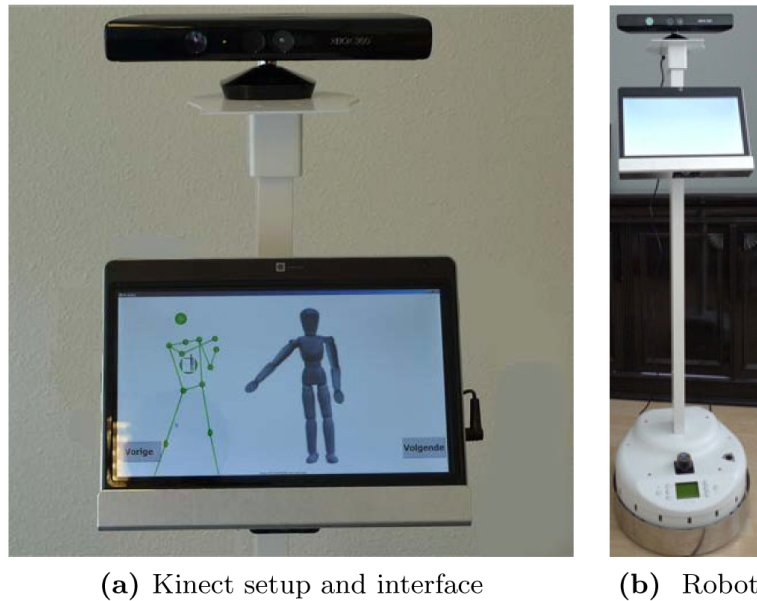 XBOX 360
Vorige
Volgende
(a) Kinect setup and interface
(b) Robot